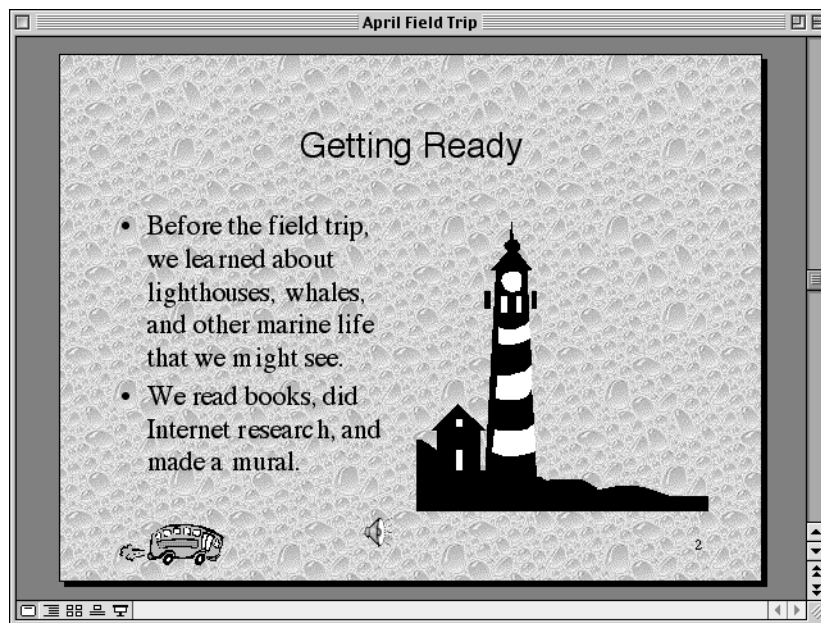 April Field Trip
Getting Ready
• Before the field trip,
we learned about
lighthouses, whales,
and other marine life
that we might see.
• We read books, did
Internet research, and
made a mural.
2